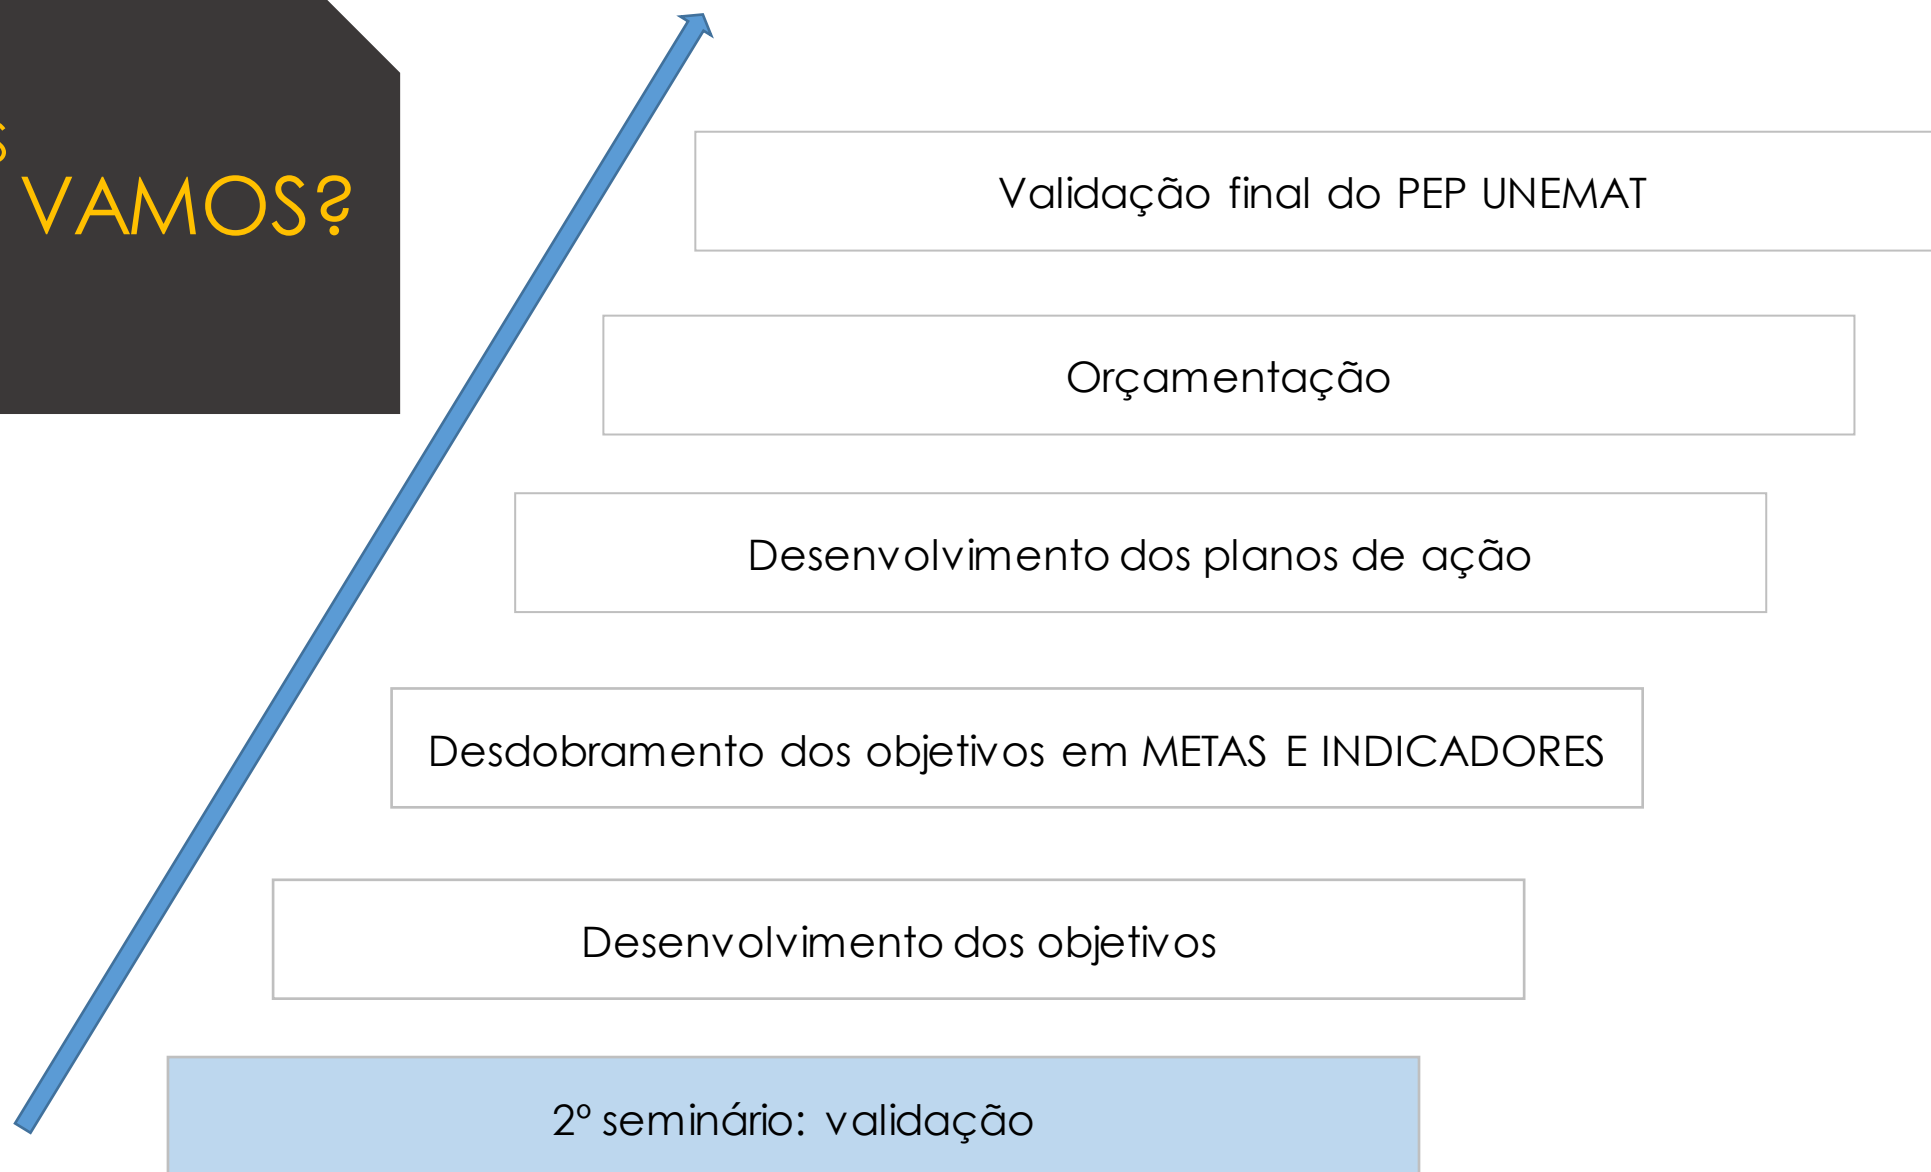 S
VAMOS?
Validação final do PEP UNEMAT
Orçamentação
Desenvolvimento dos planos de ação
Desdobramento dos objetivos em METAS E INDICADORES
Desenvolvimento dos objetivos
2º seminário: validação